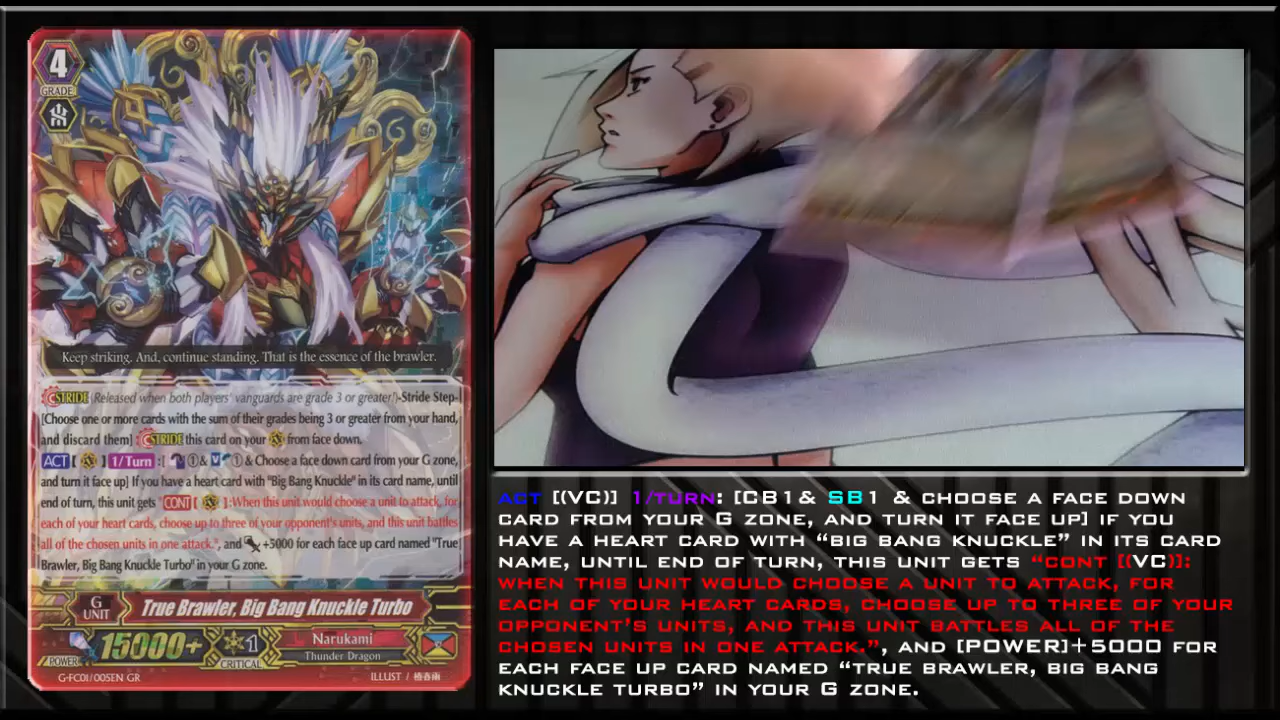 4
GRADE
Keep striking. And, continue standing. That is the essence of the brawler.
STRIDE (Released when both players' vanguards are grade 3 or greater!)-Stride Step-
[Choose one or more cards with the sum of their grades being 3 or greater from your hand,
and discard them] STRIDE this card on your from face down.
ACT [ ] 1/Turn :[ ① & ① & Choose a face down card from your G zone,
and turn it face up] If you have a heart card with "Big Bang Knuckle" in its card name, until
end of turn, this unit gets "CONT [ ]:When this unit would choose a unit to attack, for
each of your heart cards, choose up to three of your opponent's units, and this unit battles
all of the chosen units in one attack.", and +5000 for each face up card named "True
Brawler, Big Bang Knuckle Turbo" in your G zone.
G
UNIT
True Brawler, Big Bang Knuckle Turbo
POWER
15000+
1
CRITICAL
Narukami
Thunder Dragon
G-FC01/005EN GR
ILLUST / 椿春雨
ACT [(VC)] 1/TURN: [CB1& SB1 & CHOOSE A FACE DOWN
CARD FROM YOUR G ZONE, AND TURN IT FACE UP] IF YOU
HAVE A HEART CARD WITH “BIG BANG KNUCKLE” IN ITS CARD
NAME, UNTIL END OF TURN, THIS UNIT GETS “CONT [(VC)]:
WHEN THIS UNIT WOULD CHOOSE A UNIT TO ATTACK, FOR
EACH OF YOUR HEART CARDS, CHOOSE UP TO THREE OF YOUR
OPPONENT’S UNITS, AND THIS UNIT BATTLES ALL OF THE
CHOSEN UNITS IN ONE ATTACK.”, AND [POWER]+5000 FOR
EACH FACE UP CARD NAMED “TRUE BRAWLER, BIG BANG
KNUCKLE TURBO” IN YOUR G ZONE.